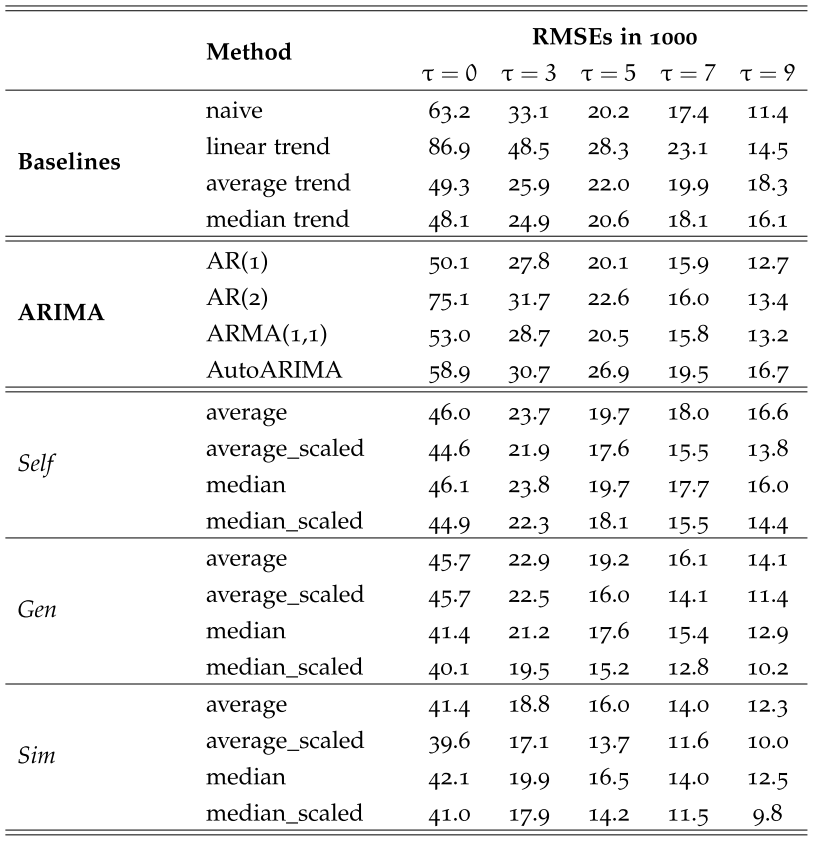 Method RMSEs in 1000
τ = 0 τ = 3 τ = 5 τ = 7 τ = 9
Baselines
naive 63.2 33.1 20.2 17.4 11.4
linear trend 86.9 48.5 28.3 23.1 14.5
average trend 49.3 25.9 22.0 19.9 18.3
median trend 48.1 24.9 20.6 18.1 16.1
ARIMA
AR(1) 50.1 27.8 20.1 15.9 12.7
AR(2) 75.1 31.7 22.6 16.0 13.4
ARMA(1,1) 53.0 28.7 20.5 15.8 13.2
AutoARIMA 58.9 30.7 26.9 19.5 16.7
Self
average 46.0 23.7 19.7 18.0 16.6
average_scaled 44.6 21.9 17.6 15.5 13.8
median 46.1 23.8 19.7 17.7 16.0
median_scaled 44.9 22.3 18.1 15.5 14.4
Gen
average 45.7 22.9 19.2 16.1 14.1
average_scaled 45.7 22.5 16.0 14.1 11.4
median 41.4 21.2 17.6 15.4 12.9
median_scaled 40.1 19.5 15.2 12.8 10.2
Sim
average 41.4 18.8 16.0 14.0 12.3
average_scaled 39.6 17.1 13.7 11.6 10.0
median 42.1 19.9 16.5 14.0 12.5
median_scaled 41.0 17.9 14.2 11.5 9.8